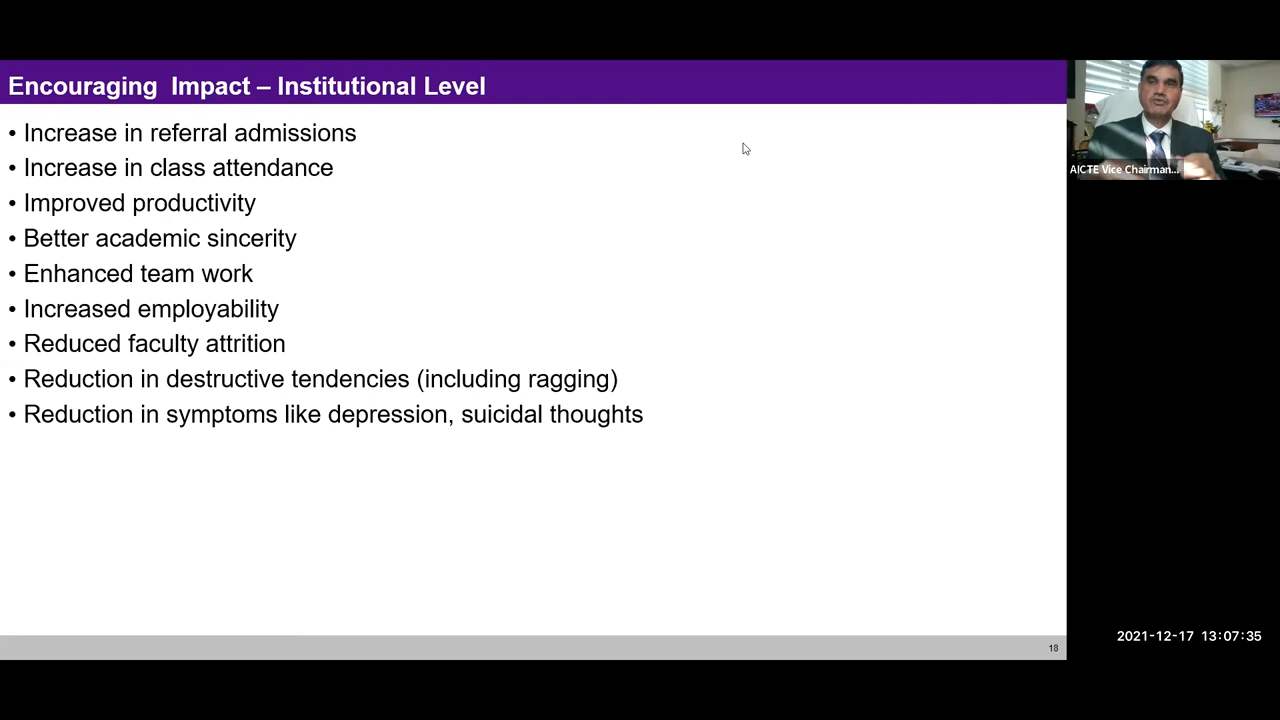 Encouraging Impact – Institutional Level
• Increase in referral admissions
• Increase in class attendance
• Improved productivity
• Better academic sincerity
• Enhanced team work
• Increased employability
• Reduced faculty attrition
• Reduction in destructive tendencies (including ragging)
• Reduction in symptoms like depression, suicidal thoughts
AICTE Vice Chairman...
2021-12-17 13:07:35
18